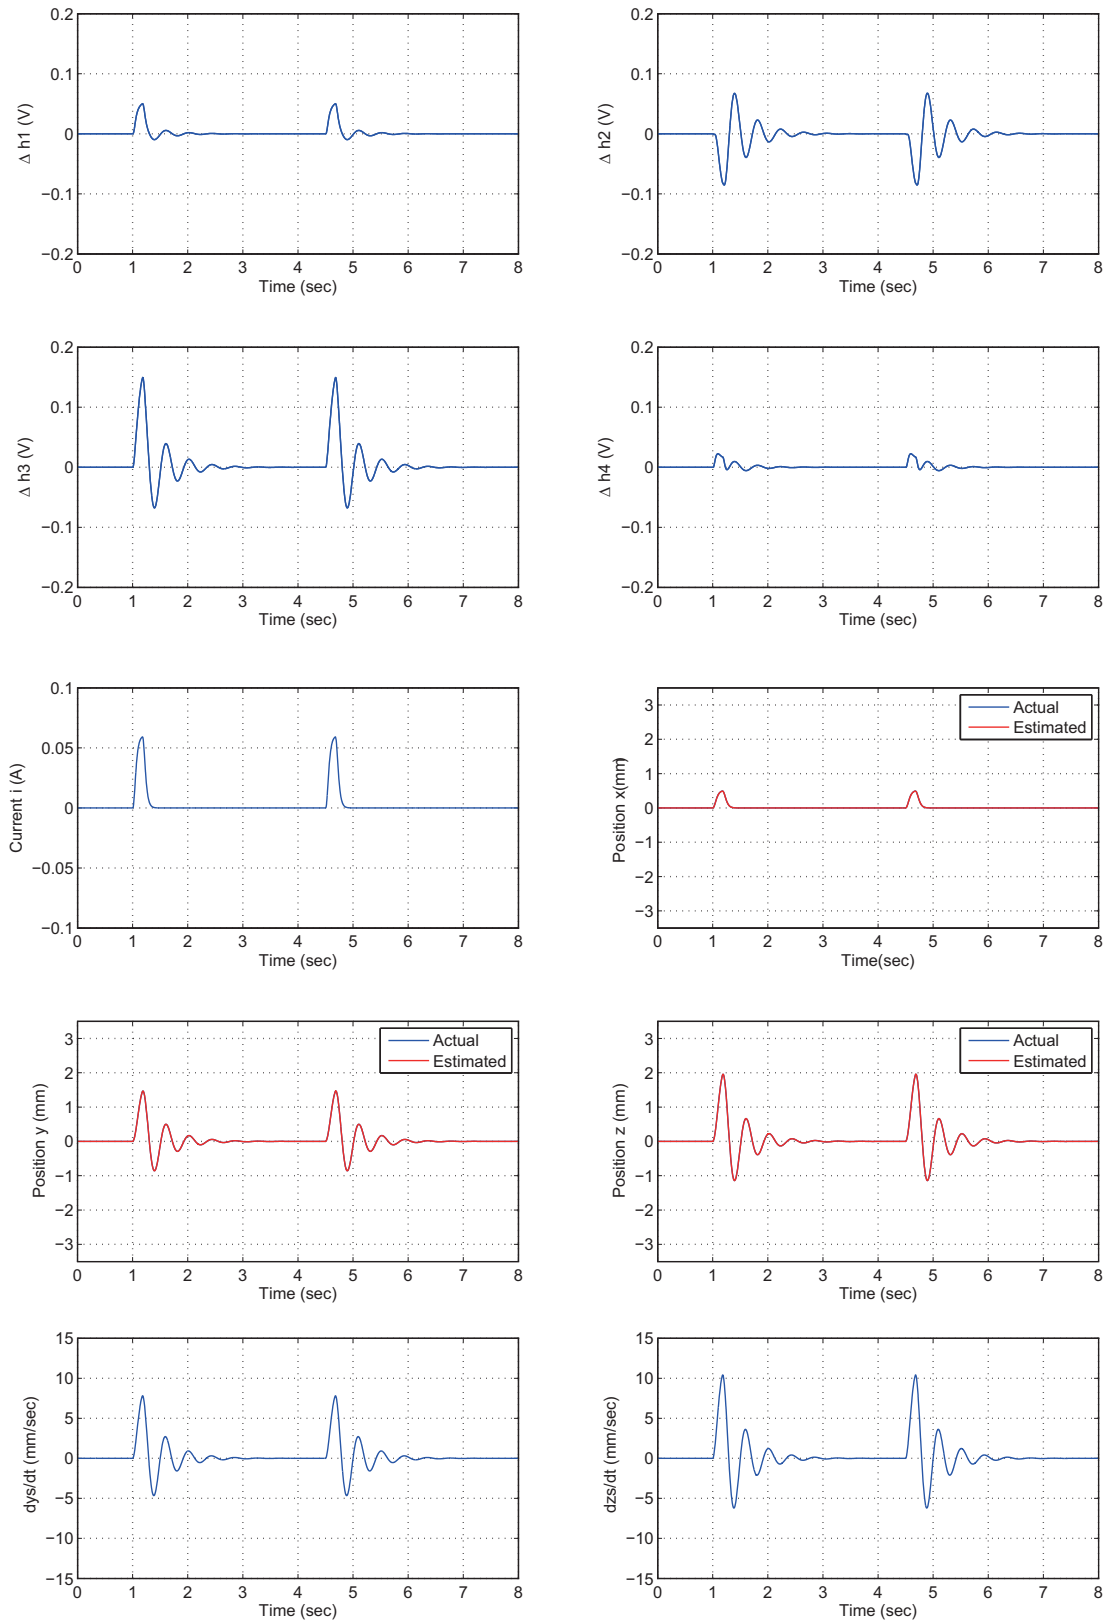 0.2
0.1
0
−0.1
−0.2
Δ h1 (V)
0 1 2 3 4 5 6 7 8
Time (sec)
0.2
0.1
0
−0.1
−0.2
Δ h2 (V)
0 1 2 3 4 5 6 7 8
Time (sec)
0.2
0.1
0
−0.1
−0.2
Δ h3 (V)
0 1 2 3 4 5 6 7 8
Time (sec)
0.2
0.1
0
−0.1
−0.2
Δ h4 (V)
0 1 2 3 4 5 6 7 8
Time (sec)
0.1
0.05
0
−0.05
−0.1
Current i (A)
0 1 2 3 4 5 6 7 8
Time (sec)
3
2
1
0
−1
−2
−3
Position x(mm)
Actual
Estimated
0 1 2 3 4 5 6 7 8
Time(sec)
3
2
1
0
−1
−2
−3
Position y (mm)
Actual
Estimated
0 1 2 3 4 5 6 7 8
Time (sec)
3
2
1
0
−1
−2
−3
Position z (mm)
Actual
Estimated
0 1 2 3 4 5 6 7 8
Time (sec)
15
10
5
0
−5
−10
−15
dys/dt (mm/sec)
0 1 2 3 4 5 6 7 8
Time (sec)
15
10
5
0
−5
−10
−15
dzs/dt (mm/sec)
0 1 2 3 4 5 6 7 8
Time (sec)